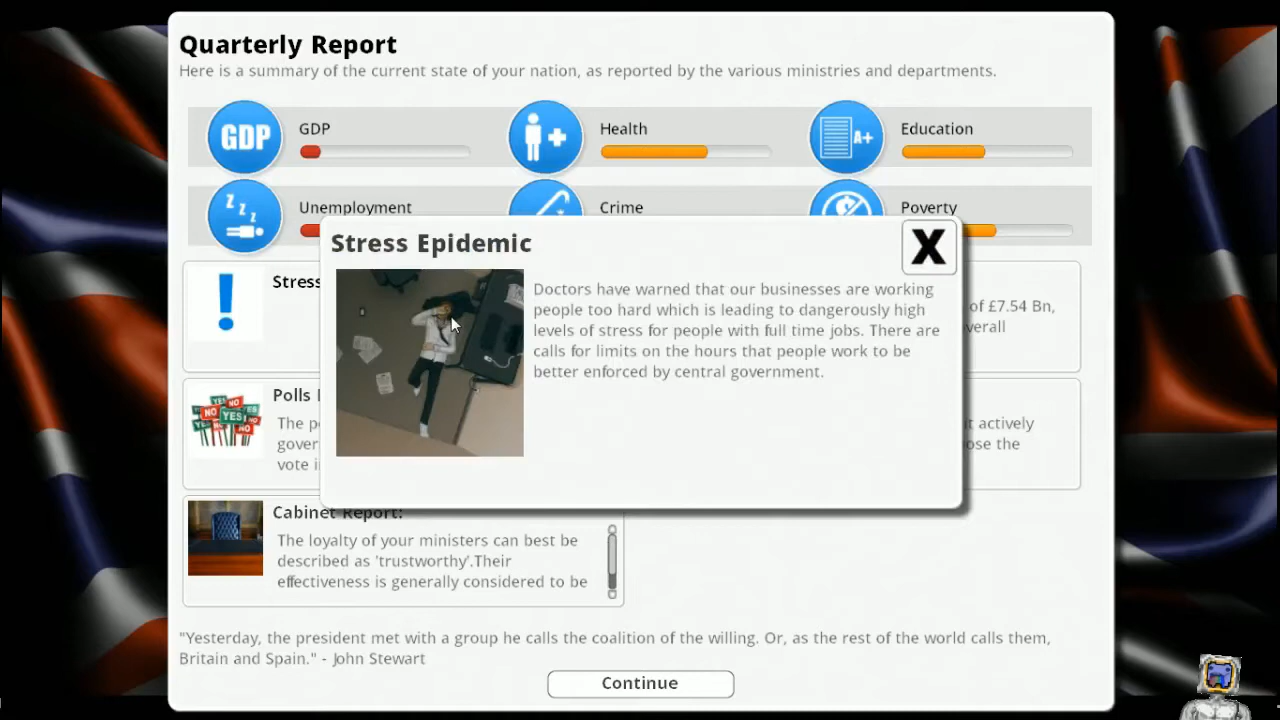 Quarterly Report
Here is a summary of the current state of your nation, as reported by the various ministries and departments.
GDP
GDP
Health
A+
Education
Z Z Z
Unemployment
Crime
Poverty
Stress Epidemic
X
Doctors have warned that our businesses are working
people too hard which is leading to dangerously high
levels of stress for people with full time jobs. There are
calls for limits on the hours that people work to be
better enforced by central government.
!
Stress
of £7.54 Bn,
NO YES NO YES
Polls
The
gover
vote i
actively
the
Cabinet Report:
The loyalty of your ministers can best be
described as 'trustworthy'.Their
effectiveness is generally considered to be
"Yesterday, the president met with a group he calls the coalition of the willing. Or, as the rest of the world calls them,
Britain and Spain." - John Stewart
Continue